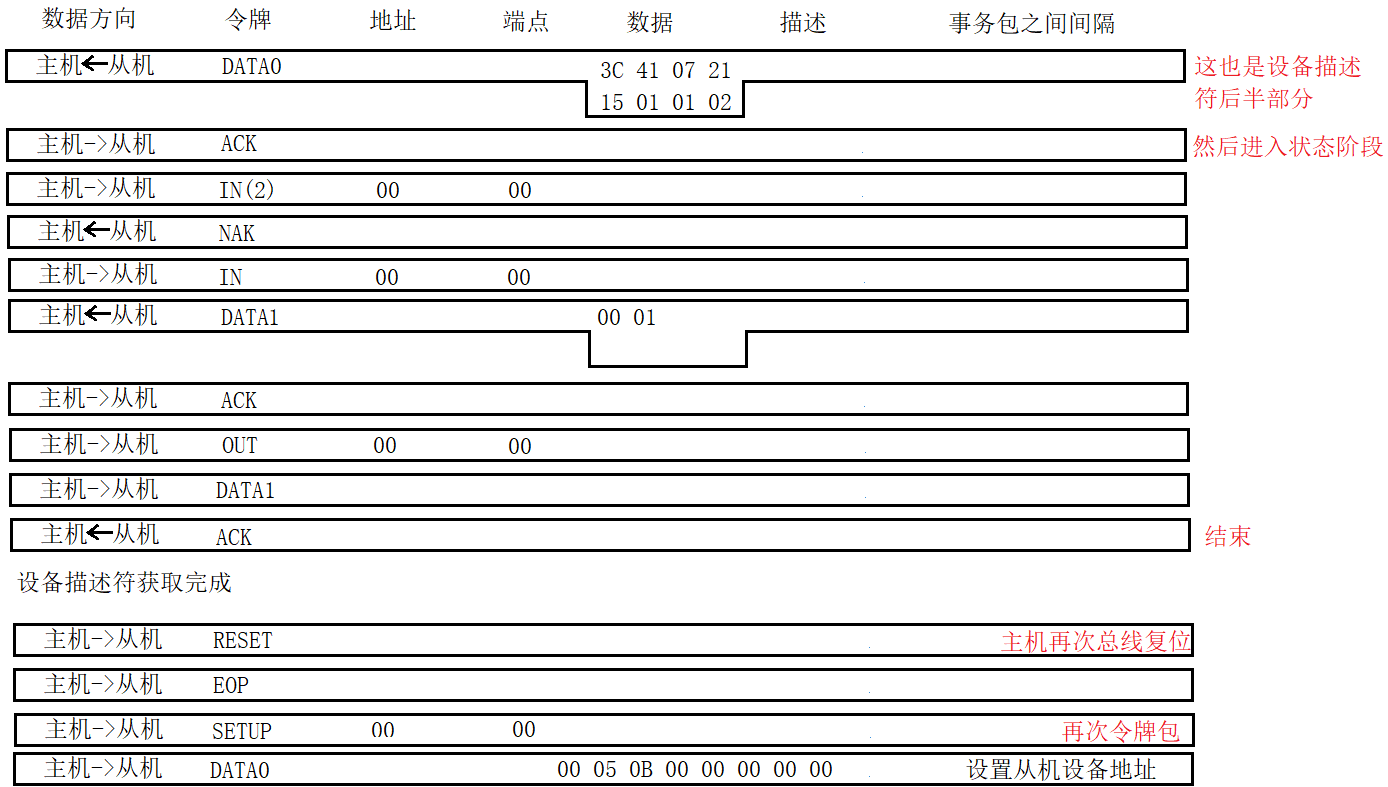 数据方向 令牌 地址 端点 数据 描述 事务包之间间隔
主机←从机 DATA0 3C 41 07 21 这也是设备描述
15 01 01 02 符后半部分
主机->从机 ACK 然后进入状态阶段
主机->从机 IN(2) 00 00
主机←从机 NAK
主机->从机 IN 00 00
主机←从机 DATA1 00 01
主机->从机 ACK
主机->从机 OUT 00 00
主机->从机 DATA1
主机←从机 ACK 结束
设备描述符获取完成
主机->从机 RESET 主机再次总线复位
主机->从机 EOP
主机->从机 SETUP 00 00 再次令牌包
主机->从机 DATA0 00 05 0B 00 00 00 00 00 设置从机设备地址